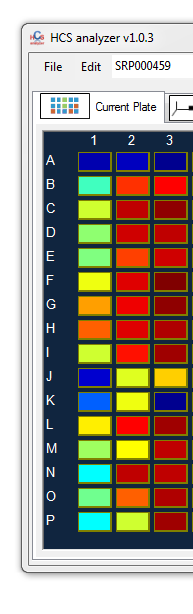 HCS analyzer v1.0.3
File Edit SRP000459
Current Plate
1 2 3
A
B
C
D
E
F
G
H
I
J
K
L
M
N
O
P